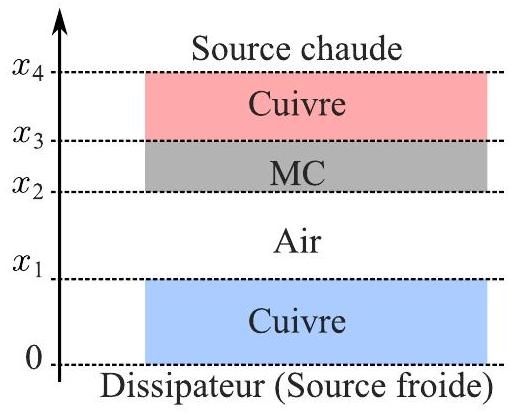 Source chaude
x4
Cuivre
x3
MC
x2
Air
x1
Cuivre
0
Dissipateur (Source froide)